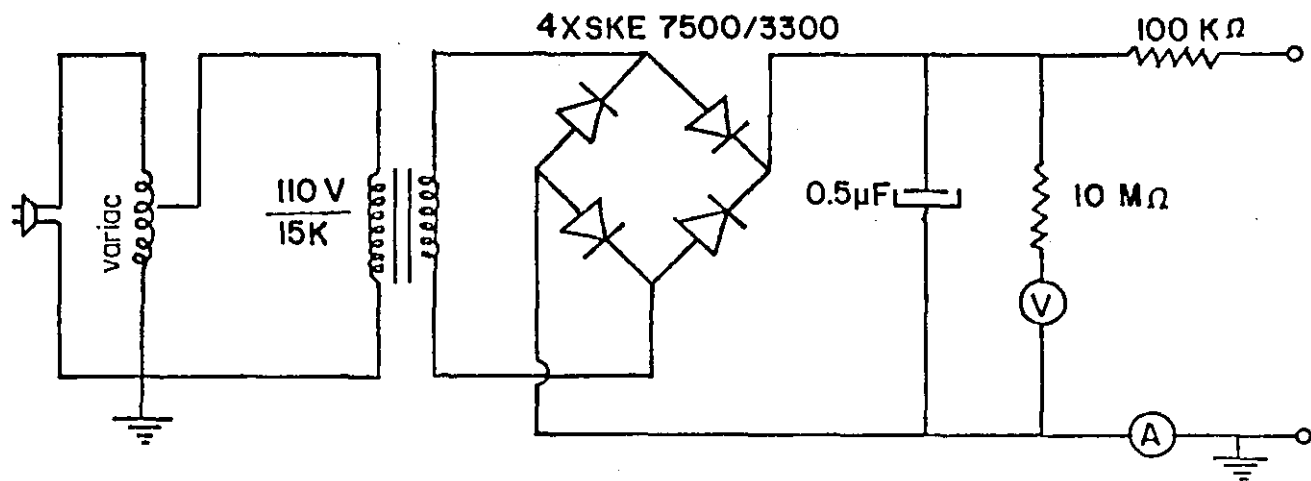 4XSKE 7500/3300
100 KΩ
variac
110 V
15K
0.5µF
10 MΩ
V
A